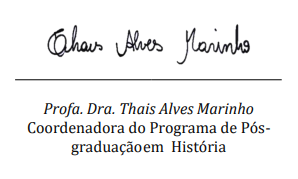 Thais Alves Marinho
Profa. Dra. Thais Alves Marinho
Coordenadora do Programa de Pós-
graduaçãoem História